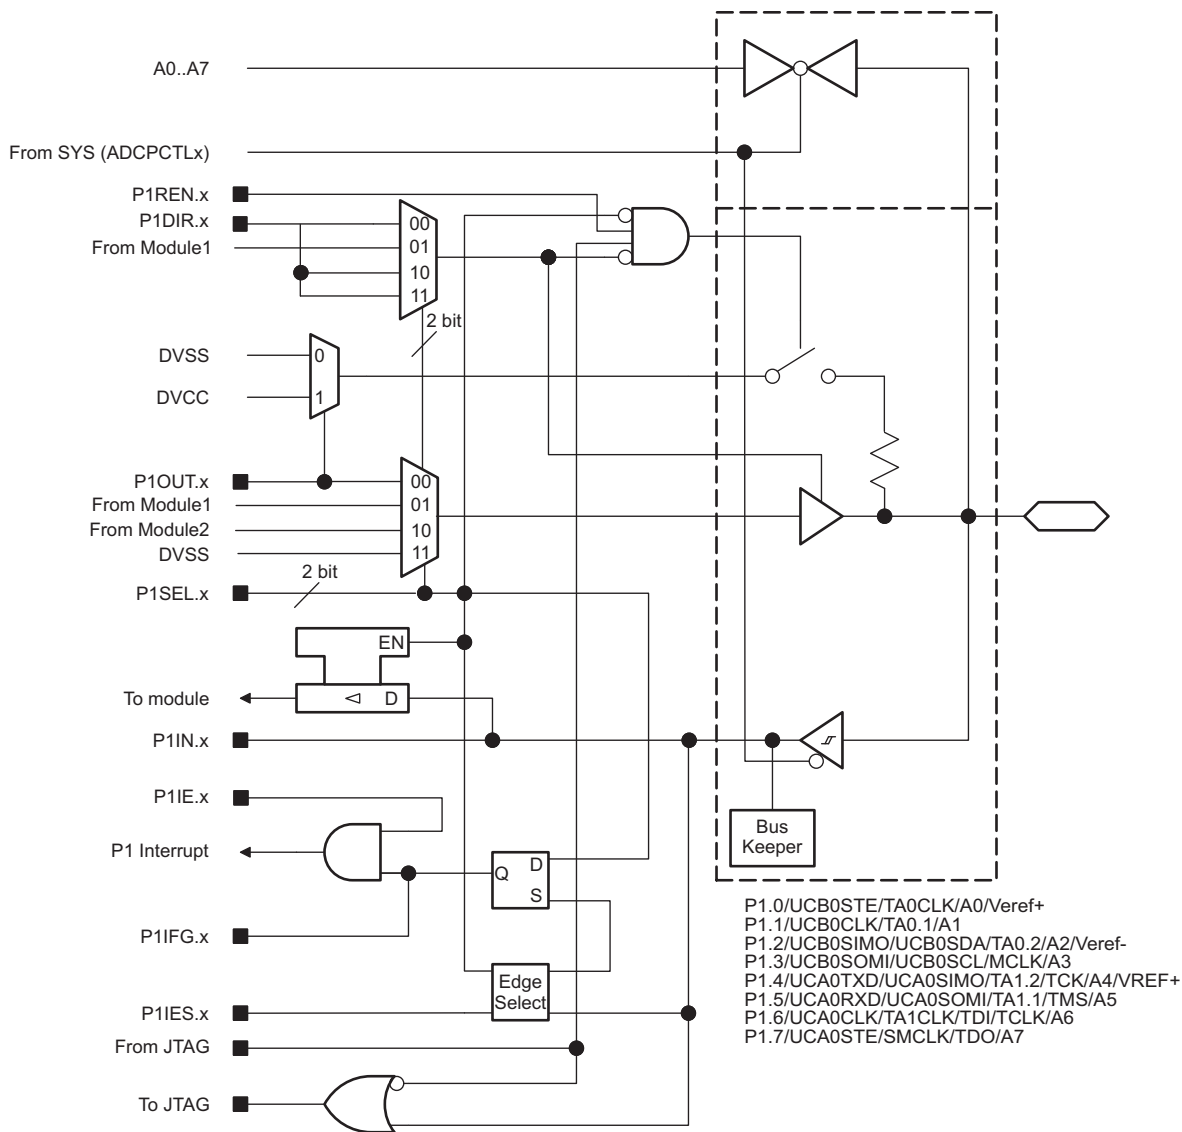 A0..A7
From SYS (ADCPCTLx)
P1REN.x
P1DIR.x
From Module1
00
01
10
11
2 bit
DVSS
DVCC
0
1
P1OUT.x
From Module1
From Module2
DVSS
00
01
10
11
2 bit
P1SEL.x
EN
To module
D
P1IN.x
P1IE.x
Bus
Keeper
P1 Interrupt
Q
D
S
P1IFG.x
Edge
Select
P1IES.x
From JTAG
To JTAG
P1.0/UCB0STE/TA0CLK/A0/Veref+
P1.1/UCB0CLK/TA0.1/A1
P1.2/UCB0SIMO/UCB0SDA/TA0.2/A2/Veref-
P1.3/UCB0SOMI/UCB0SCL/MCLK/A3
P1.4/UCA0TXD/UCA0SIMO/TA1.2/TCK/A4/VREF+
P1.5/UCA0RXD/UCA0SOMI/TA1.1/TMS/A5
P1.6/UCA0CLK/TA1CLK/TDI/TCLK/A6
P1.7/UCA0STE/SMCLK/TDO/A7